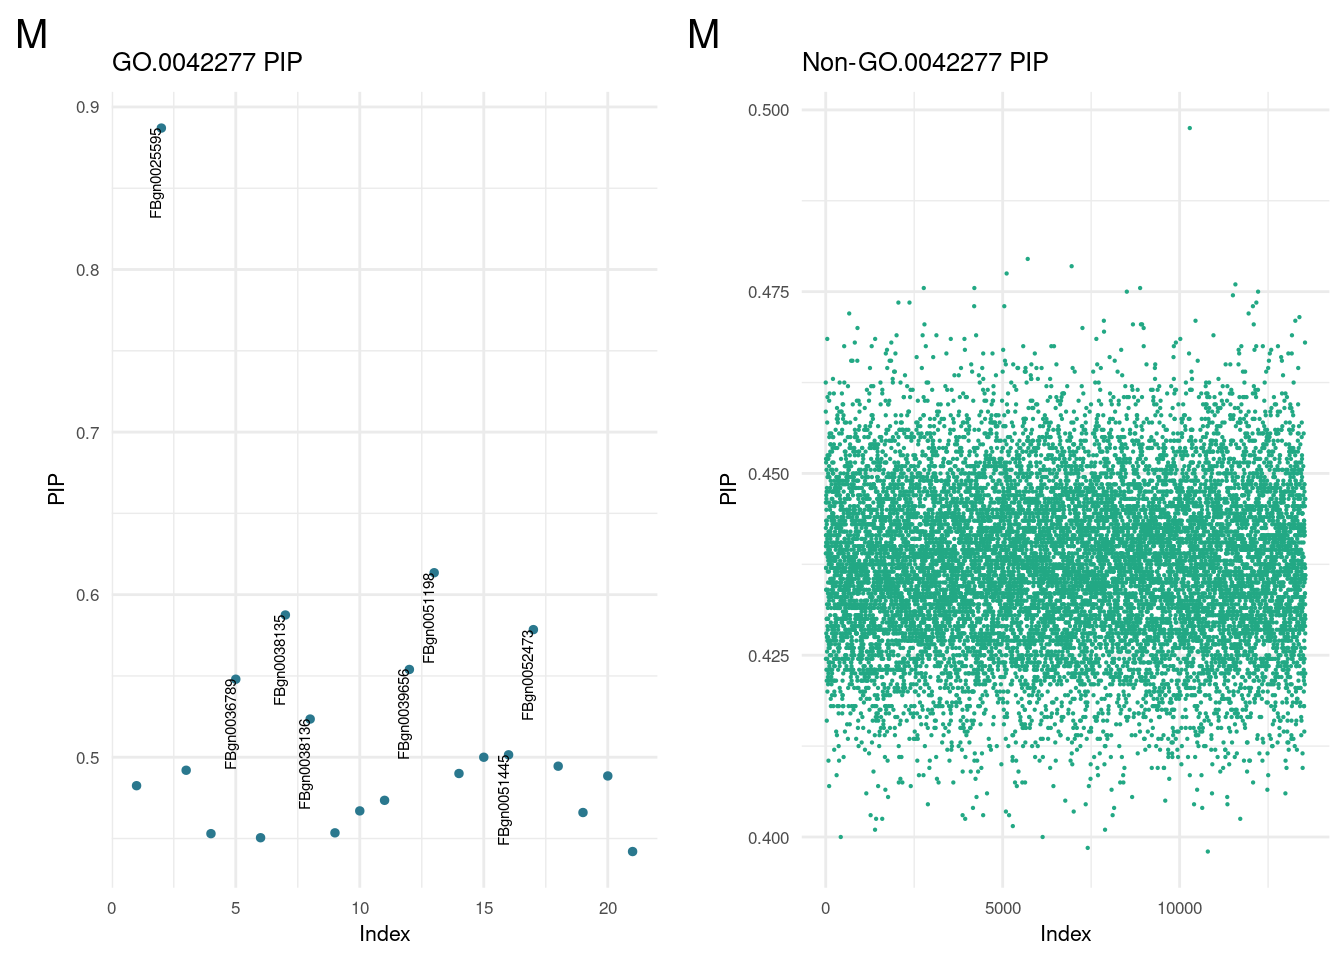 M
GO.0042277 PIP
0.9
0.8
0.7
0.6
0.5
PIP
FBgn0025595
FBgn0036789
FBgn0038135
FBgn0038136
FBgn0039656
FBgn0051198
FBgn0051445
FBgn0052473
0
5
10
15
20
Index
M
Non-GO.0042277 PIP
0.500
0.475
0.450
0.425
0.400
PIP
0
5000
10000
Index